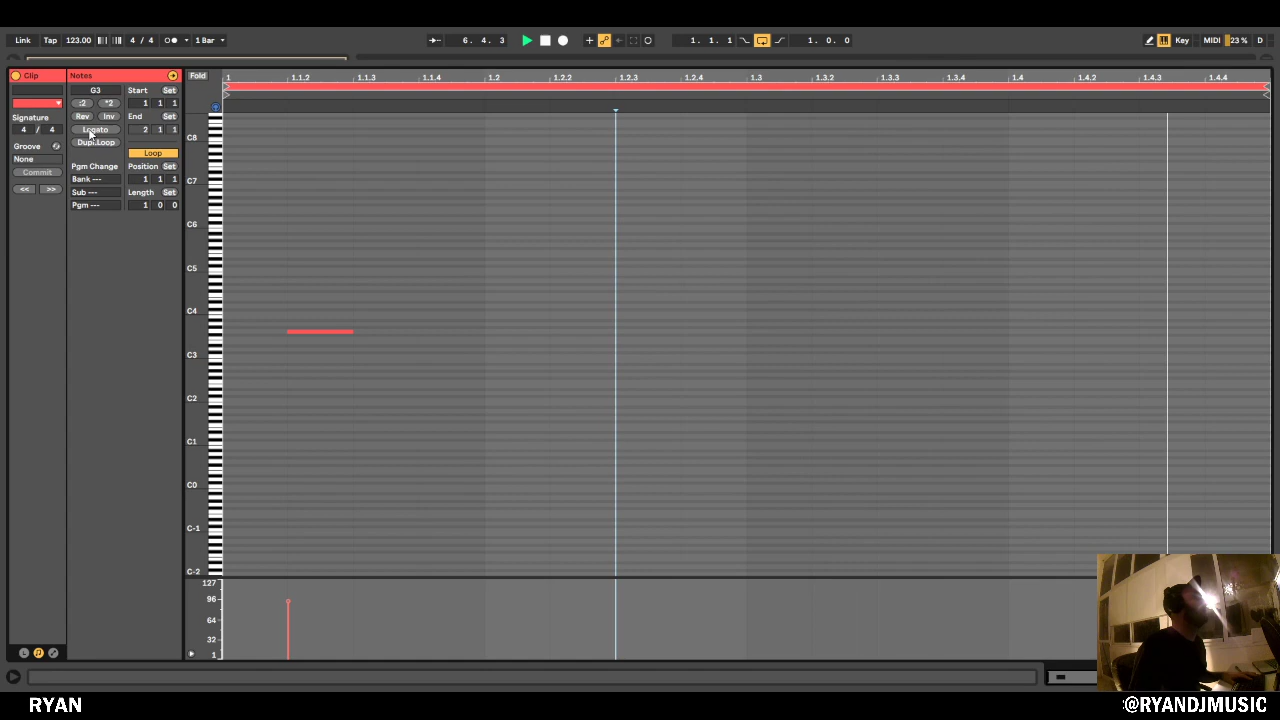 Link Tap 123.00 4 / 4 1 Bar 6. 4. 3 1. 1. 1 1. 0. 0 Key MIDI 23 % D
Clip Notes Fold 1 1.1.2 1.1.3 1.1.4 1.2 1.2.2 1.2.3 1.2.4 1.3 1.3.2 1.3.3 1.3.4 1.4 1.4.2 1.4.3 1.4.4
G3 Start Set
:2 *2 1 1 1
Signature Rev Inv End Set
4 / 4 Legato 2 1 1
Groove Dupl.Loop
None Loop
Commit Pgm Change Position Set
Bank --- 1 1 1
<< >> Sub --- Length Set
Pgm --- 1 0 0
C8
C7
C6
C5
C4
C3
C2
C1
C0
C-1
C-2
127
96
64
32
1
L
RYAN @RYANDJMUSIC